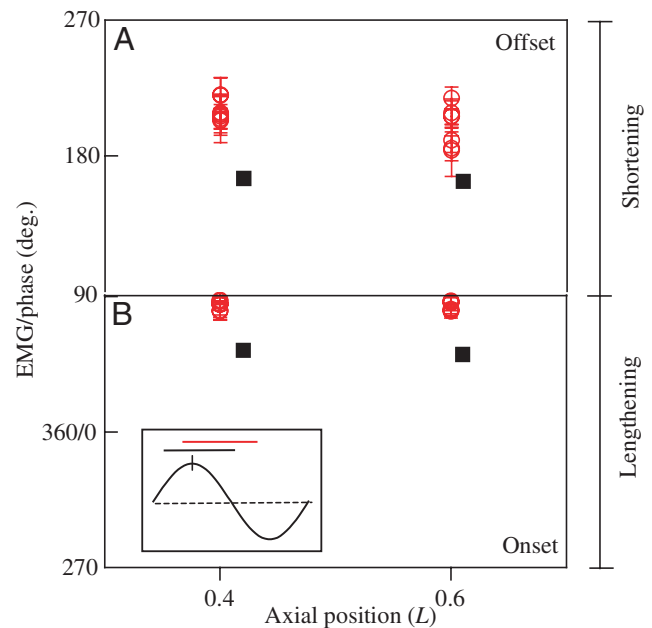 270
A
Offset
180
Shortening
EMG/phase (deg.)
90
B
360/0
Lengthening
Onset
270
0.4
0.6
Axial position (L)